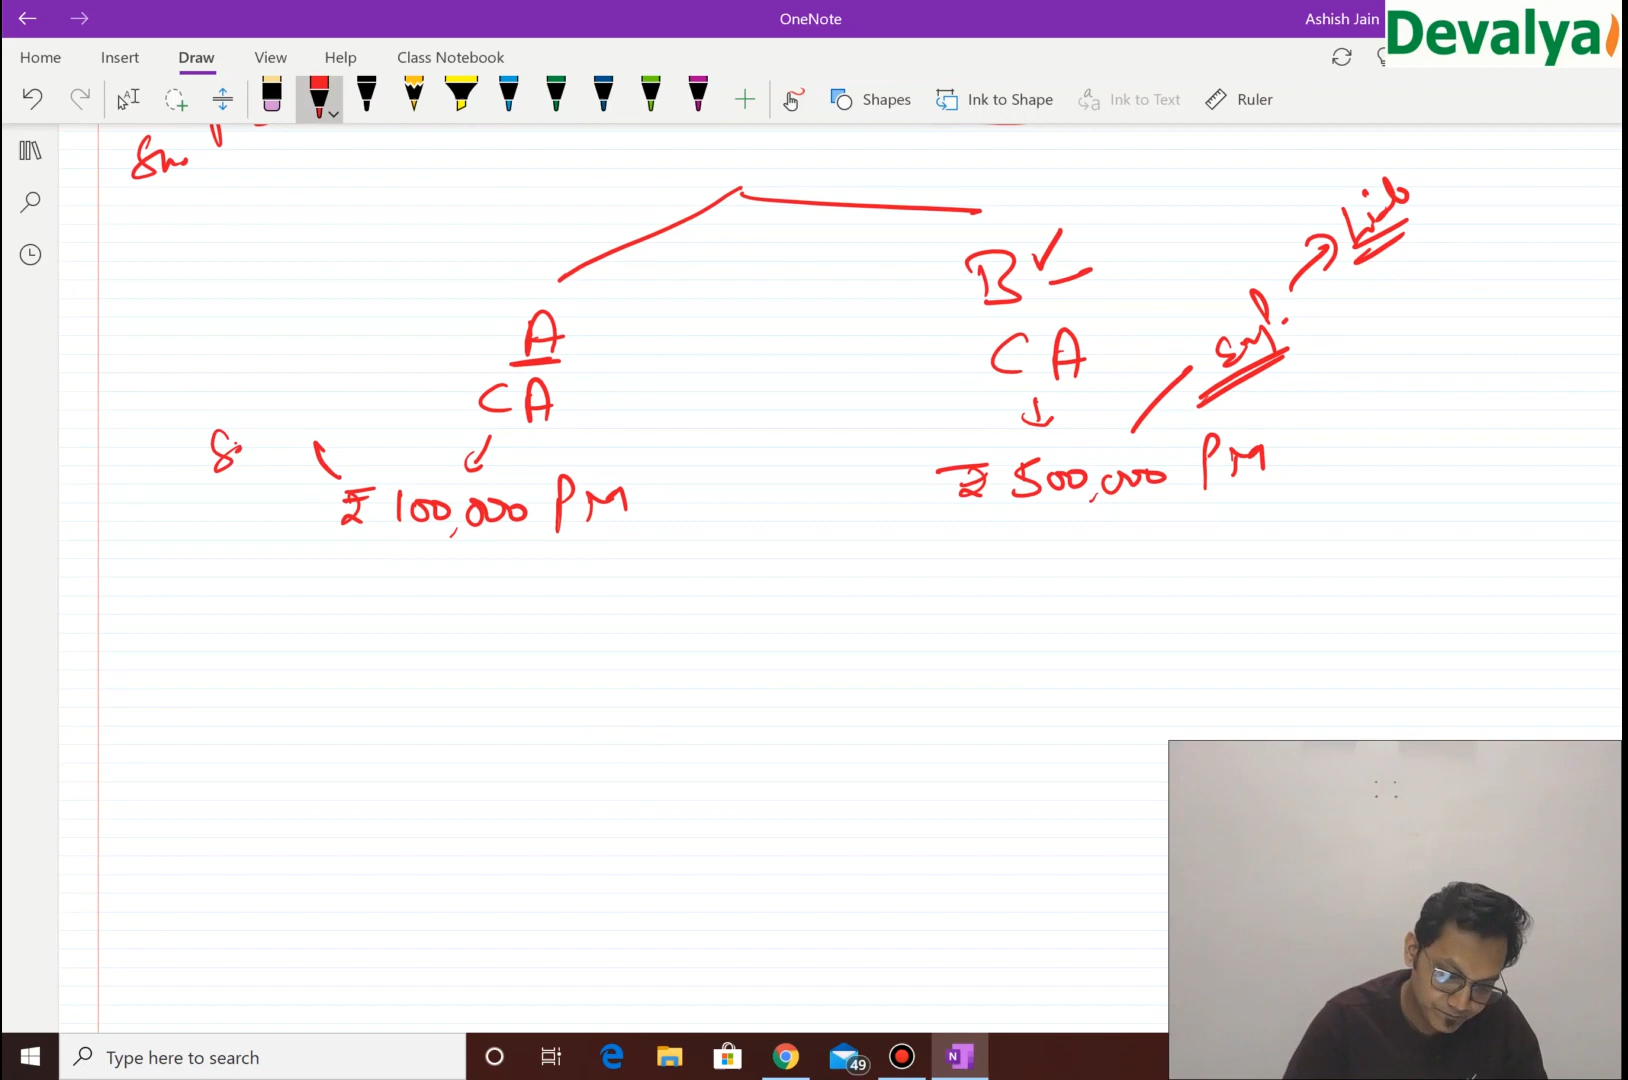 OneNote
Ashish Jain
Devalya
Home Insert Draw View Help Class Notebook
Shapes Ink to Shape Ink to Text Ruler
A
CA
₹ 100,000 PM
B
CA
₹ 500,000 PM
Type here to search
49